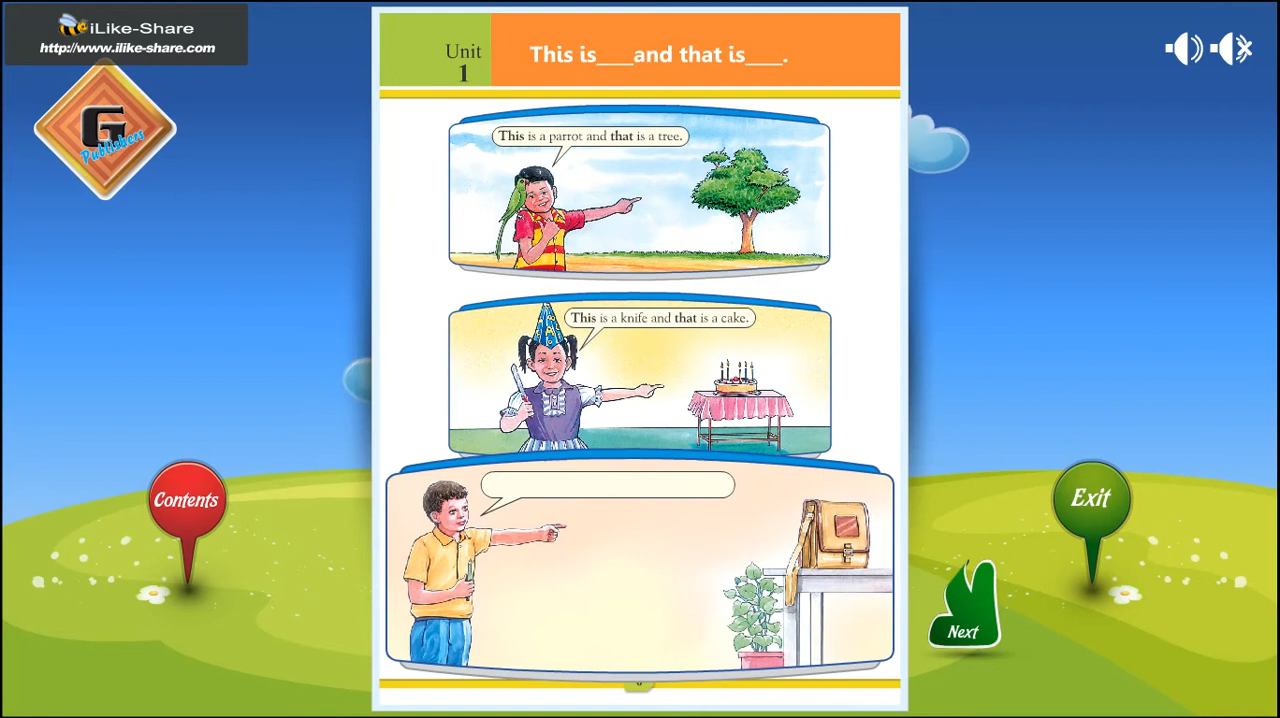 iLike-Share
http://www.ilike-share.com
G
Publishers
Unit
1
This is___and that is___.
This is a parrot and that is a tree.
This is a knife and that is a cake.
Contents
Exit
Next